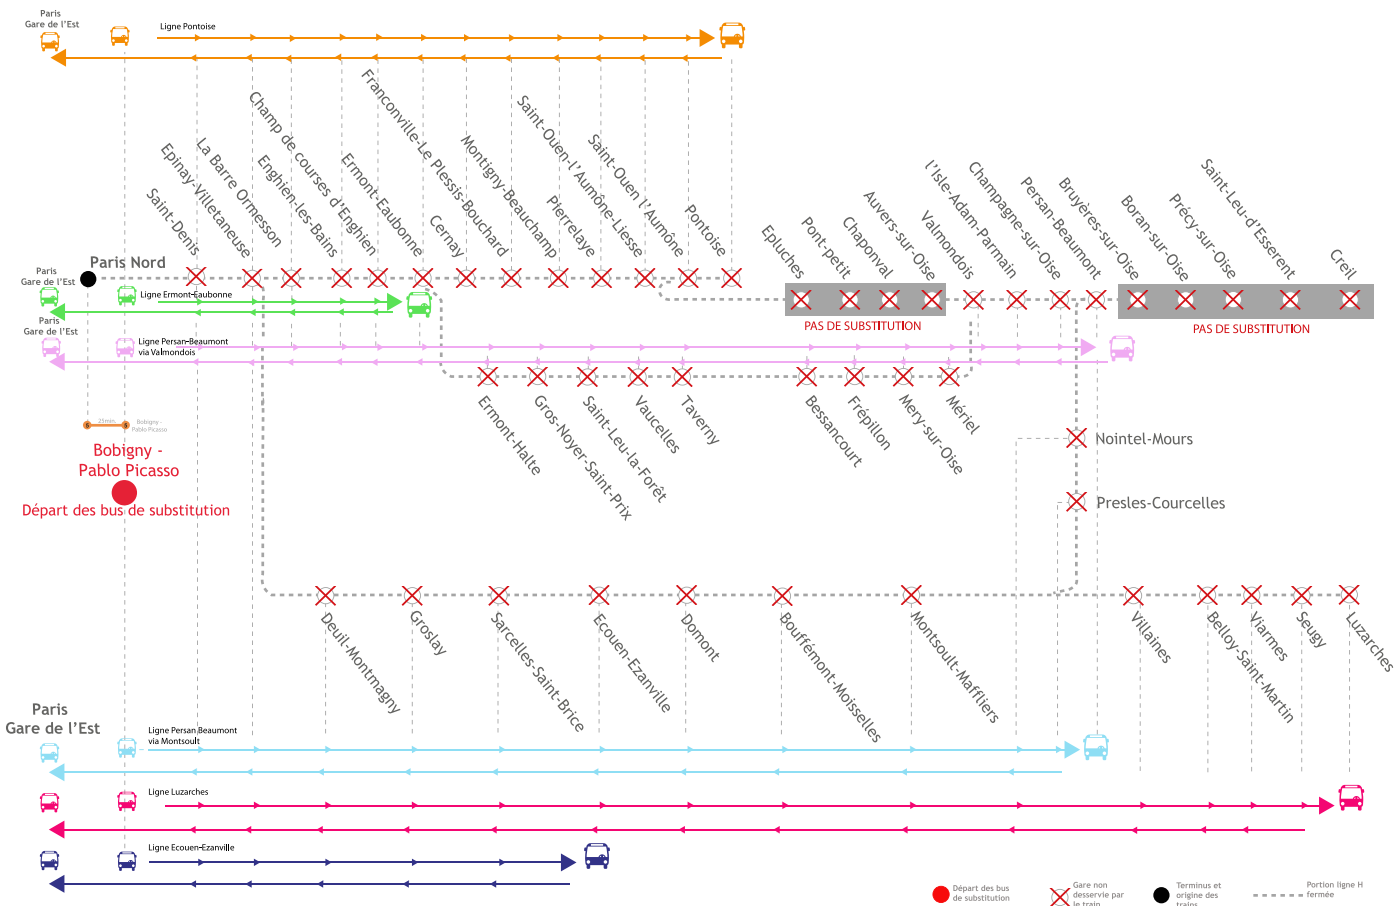 Paris
Gare de l'Est
Ligne Pontoise
Saint-Denis
Epinay-Villetaneuse
La Barre Ormesson
Enghien-les-Bains
Champ de courses d'Enghien
Ermont-Eaubonne
Cernay
Franconville-Le Plessis-Bouchard
Montigny-Beauchamp
Pierrelaye
Saint-Ouen-l'Aumône-Liesse
Saint-Ouen l'Aumône
Pontoise
Epluches
Pont-petit
Chaponval
Auvers-sur-Oise
Valmondois
l'Isle-Adam-Parmain
Champagne-sur-Oise
Persan-Beaumont
Bruyères-sur-Oise
Boran-sur-Oise
Précy-sur-Oise
Saint-Leu-d'Esserent
Creil
Paris Nord
Paris
Gare de l'Est
Ligne Ermont-Eaubonne
PAS DE SUBSTITUTION
PAS DE SUBSTITUTION
Paris
Gare de l'Est
Ligne Persan-Beaumont
via Valmondois
Ermont-Halte
Gros-Noyer-Saint-Prix
Saint-Leu-la-Forêt
Vaucelles
Taverny
Bessancourt
Frépillon
Mery-sur-Oise
Mériel
5
25min.
5
Bobigny -
Pablo Picasso
Bobigny -
Pablo Picasso
Départ des bus de substitution
Nointel-Mours
Presles-Courcelles
Deuil-Montmagny
Groslay
Sarcelles-Saint-Brice
Ecouen-Ezanville
Domont
Bouffémont-Moisselles
Montsoult-Maffliers
Villaines
Belloy-Saint-Martin
Viarmes
Seugy
Luzarches
Paris
Gare de l'Est
Ligne Persan Beaumont
via Montsoult
Ligne Luzarches
Ligne Ecouen-Ezanville
Départ des bus
de substitution
Gare non
desservie par
le train
Terminus et
origine des
trains
Portion ligne H
fermée